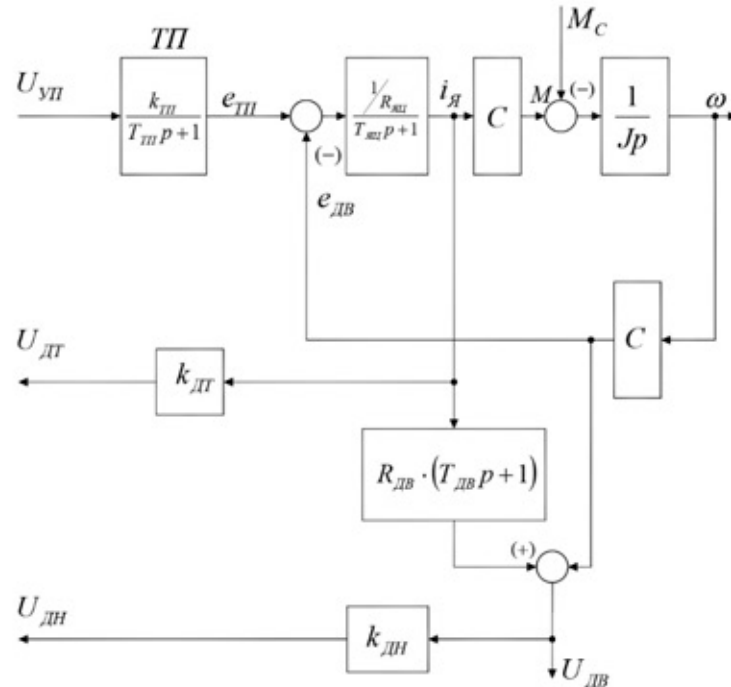 ТП
M_C
U_УП
k_ТП / T_ТП p + 1
e_ТП
1/R_ЯЦ / T_ЯЦ p + 1
i_Я
C
M
(−)
1 / Jp
ω
(−)
e_ДВ
C
U_ДТ
k_ДТ
R_ДВ · (T_ДВ p + 1)
(+)
U_ДН
k_ДН
U_ДВ